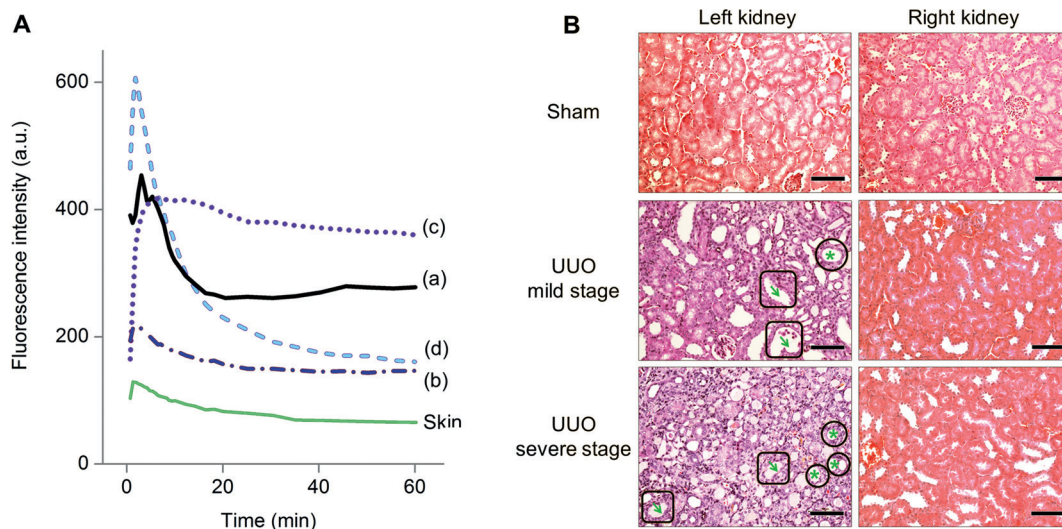 A
600
400
200
0
Fluorescence intensity (a.u.)
(c)
(a)
(d)
(b)
Skin
0
20
40
60
Time (min)
B
Left kidney
Right kidney
Sham
UUO
mild stage
*
UUO
severe stage
*
*
*